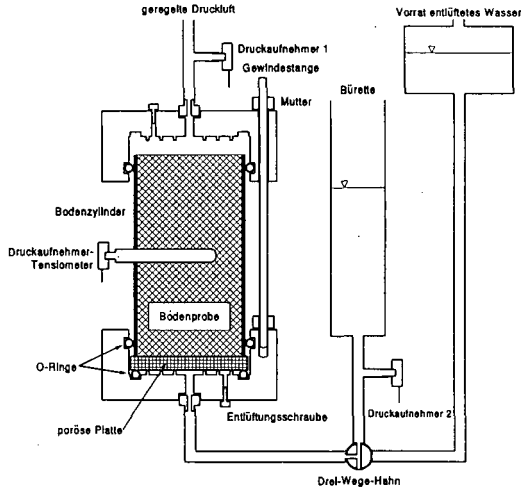 geregelte Druckluft
Vorrat entlüftetes Wasser
Druckaufnehmer 1
Gewindestange
Mutter
Bürette
Bodenzylinder
Druckaufnehmer-
Tensiometer
Bodenprobe
O-Ringe
poröse Platte
Entlüftungsschraube
Druckaufnehmer 2
Drei-Wege-Hahn